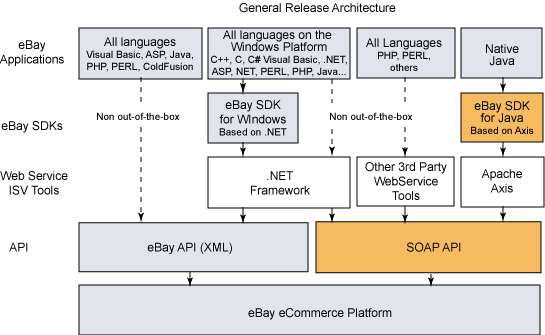 General Release Architecture
eBay
Applications
All languages
Visual Basic, ASP, Java,
PHP, PERL, ColdFusion
All languages on the
Windows Platform
C++, C, C# Visual Basic, .NET,
ASP, NET, PERL, PHP, Java...
All Languages
PHP, PERL,
others
Native
Java
Non out-of-the-box
Non out-of-the-box
eBay SDKs
eBay SDK
for WIndows
Based on .NET
eBay SDK
for Java
Based on Axis
Web Service
ISV Tools
.NET
Framework
Other 3rd Party
WebService
Tools
Apache
Axis
API
eBay API (XML)
SOAP API
eBay eCommerce Platform